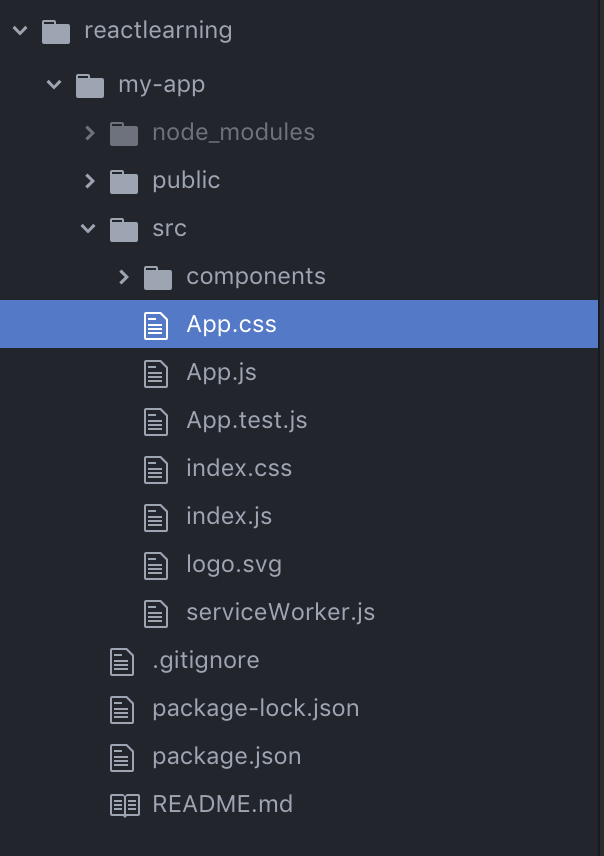 reactlearning
my-app
node_modules
public
src
components
App.css
App.js
App.test.js
index.css
index.js
logo.svg
serviceWorker.js
.gitignore
package-lock.json
package.json
README.md